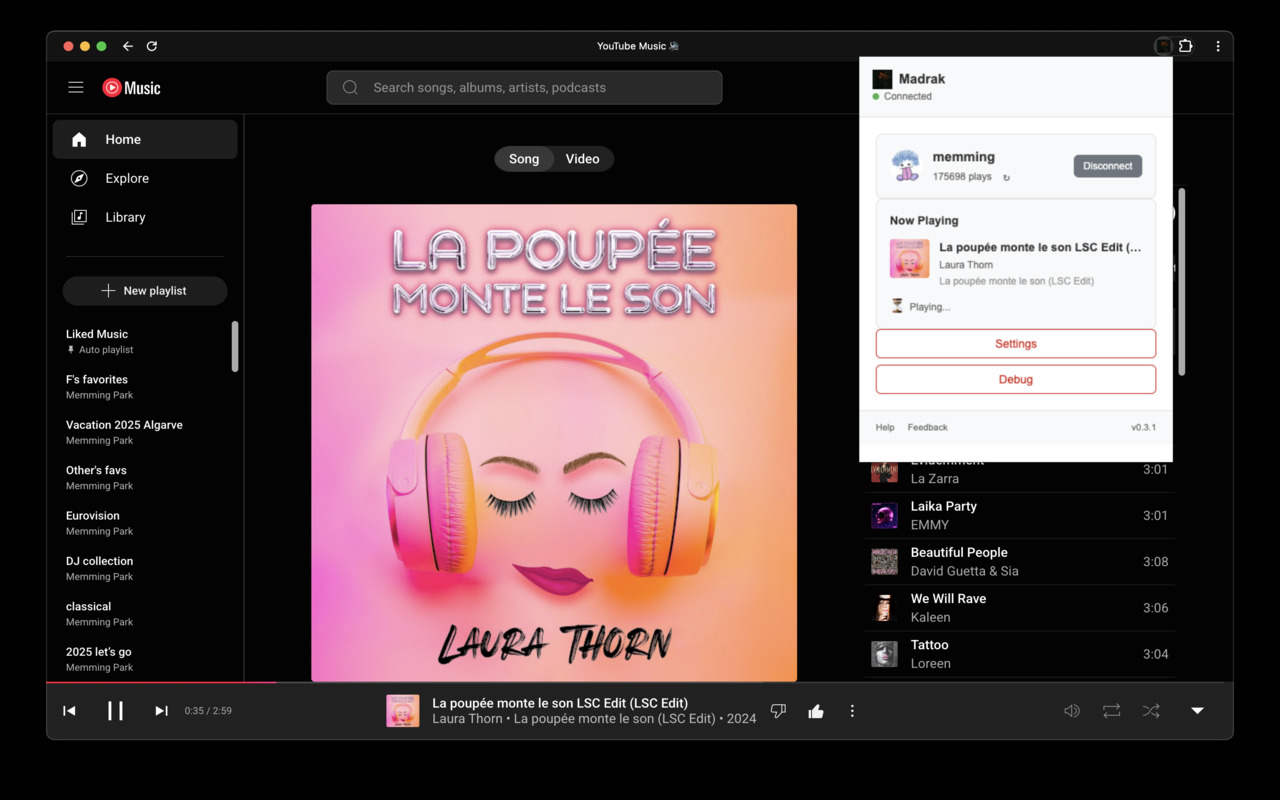 YouTube Music
Music
Search songs, albums, artists, podcasts
Home
Explore
Library
New playlist
Liked Music
Auto playlist
F's favorites
Memming Park
Vacation 2025 Algarve
Memming Park
Other's favs
Memming Park
Eurovision
Memming Park
DJ collection
Memming Park
classical
Memming Park
2025 let's go
Memming Park
Song Video
LA POUPÉE
MONTE LE SON
LAURA THORN
Madrak
Connected
memming
175698 plays
Disconnect
Now Playing
La poupée monte le son LSC Edit (...
Laura Thorn
La poupée monte le son (LSC Edit)
Playing...
Settings
Debug
Help Feedback v0.3.1
3:01
La Zarra
Laika Party
EMMY
3:01
Beautiful People
David Guetta & Sia
3:08
We Will Rave
Kaleen
3:06
Tattoo
Loreen
3:04
0:35 / 2:59
La poupée monte le son LSC Edit (LSC Edit)
Laura Thorn • La poupée monte le son (LSC Edit) • 2024